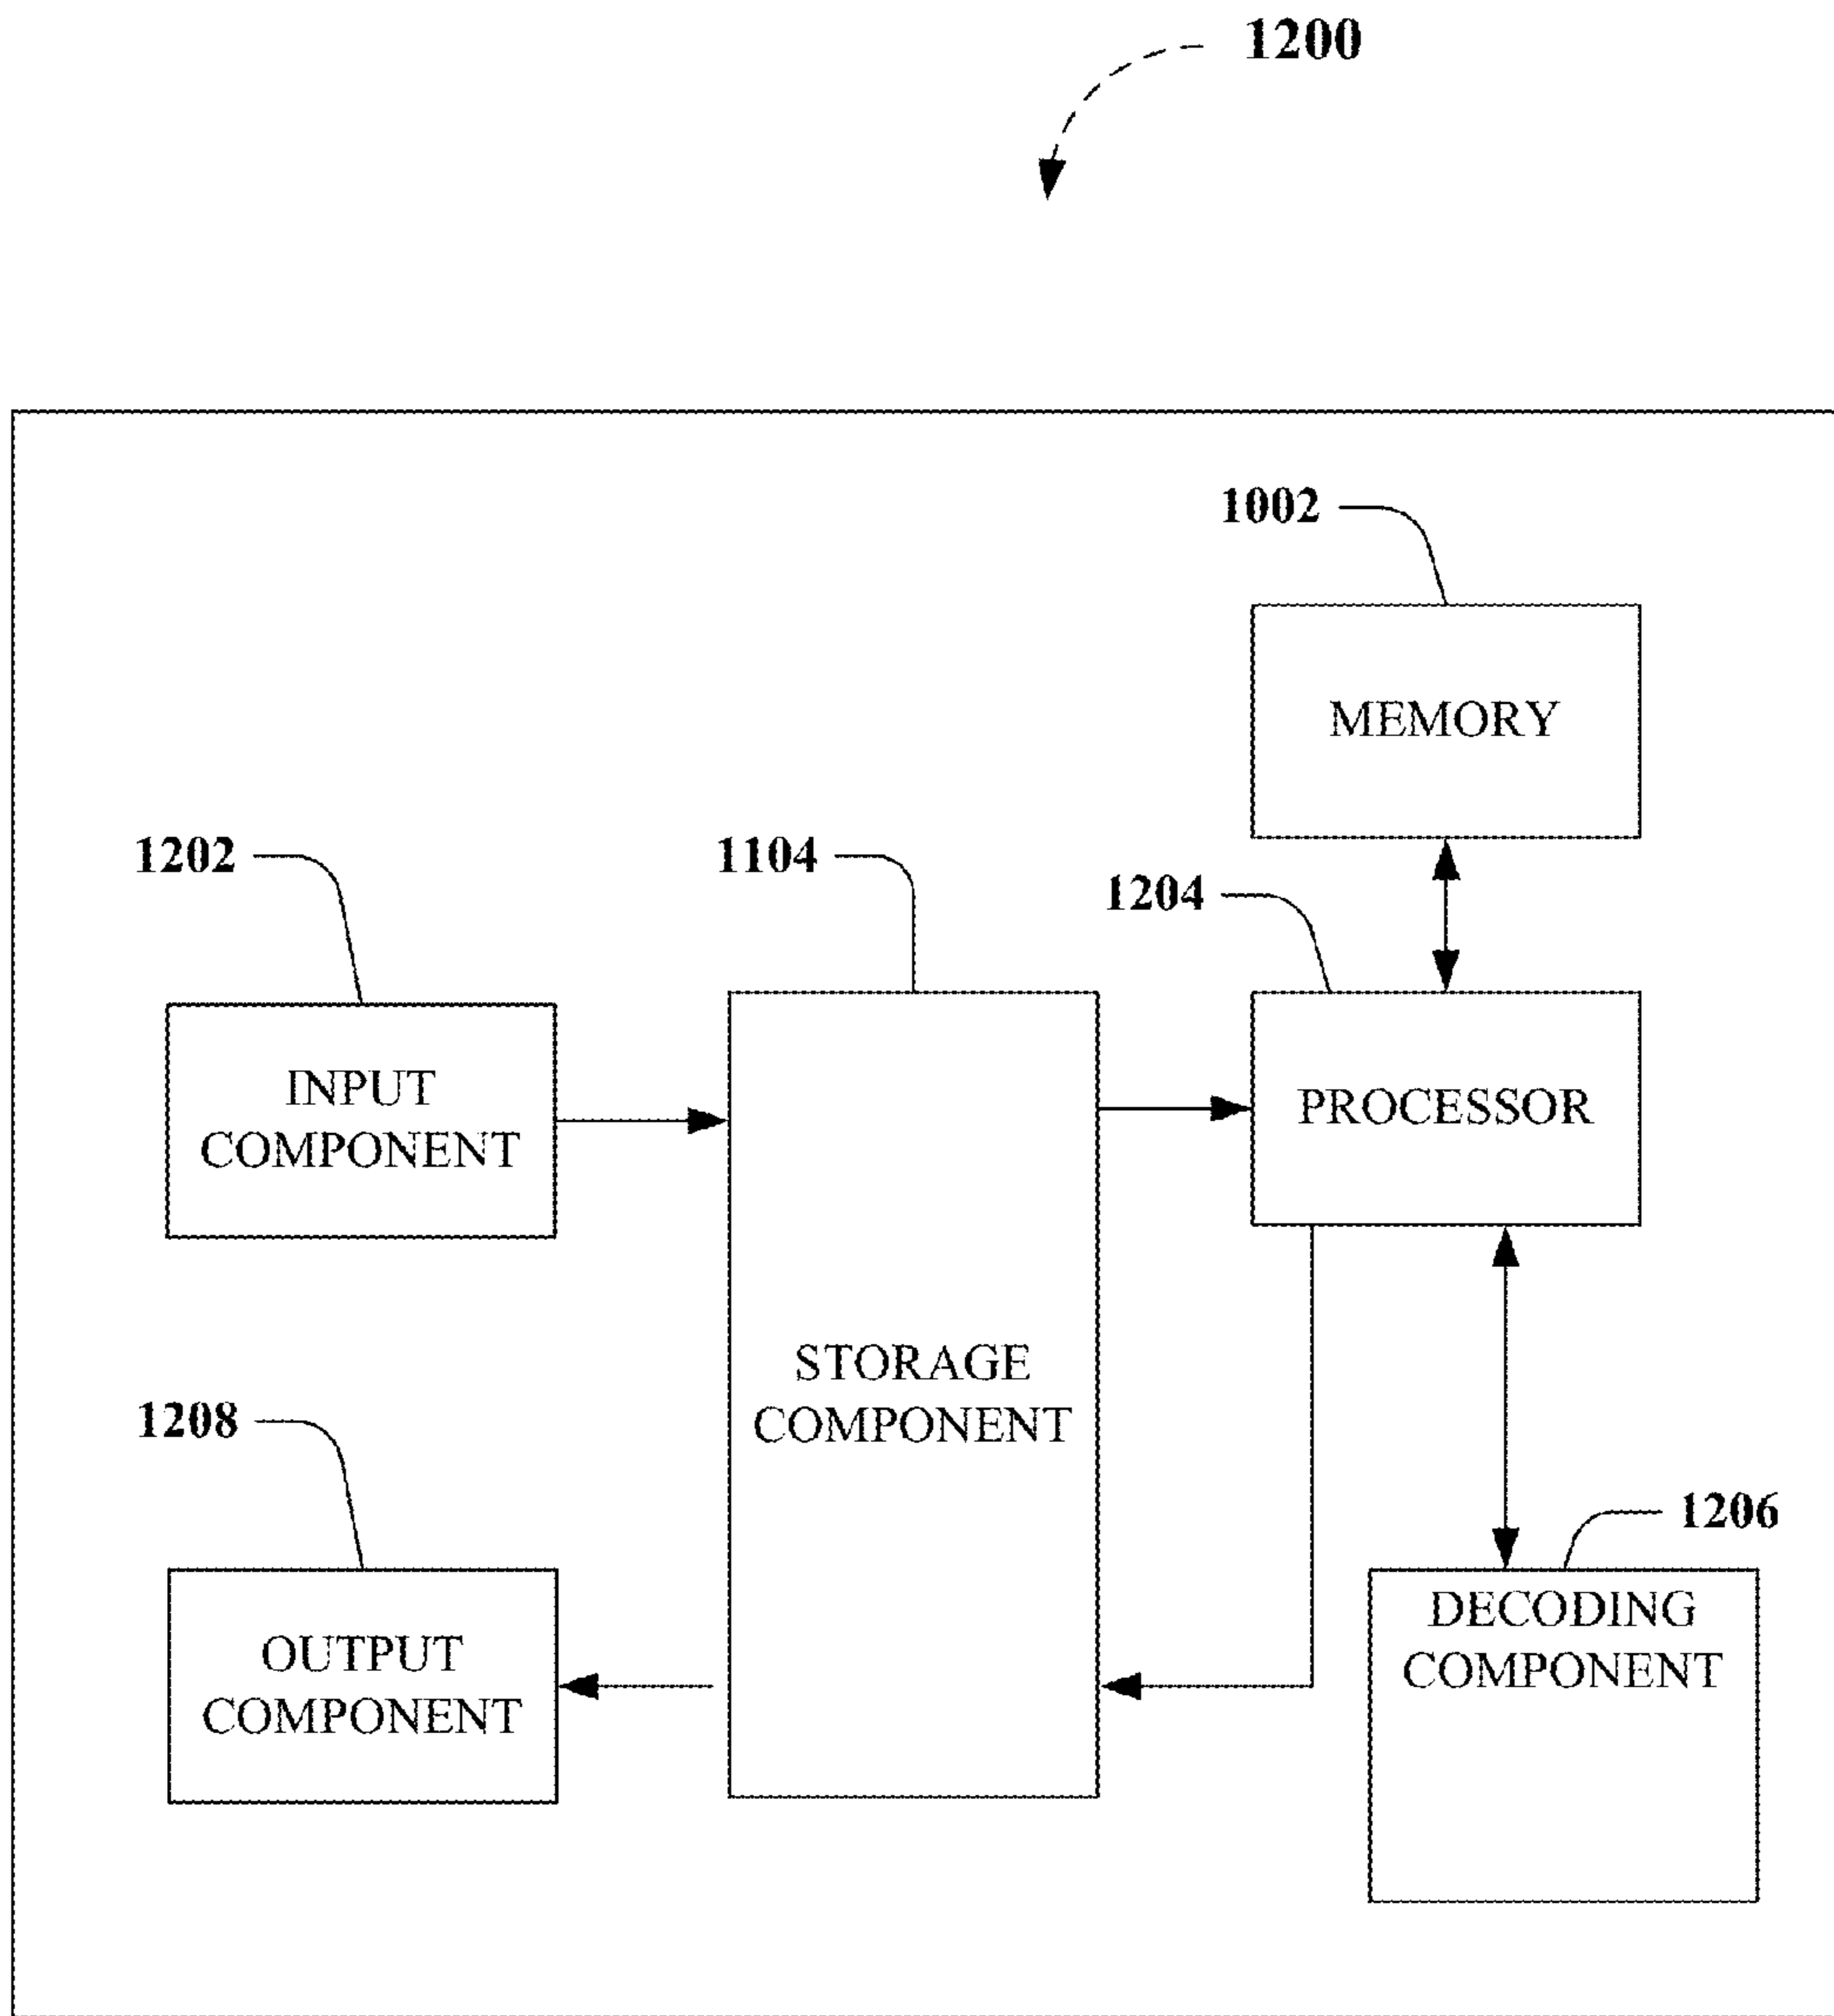 1200
1002
MEMORY
1202
1104
1204
INPUT
COMPONENT
PROCESSOR
STORAGE
COMPONENT
1208
1206
OUTPUT
COMPONENT
DECODING
COMPONENT